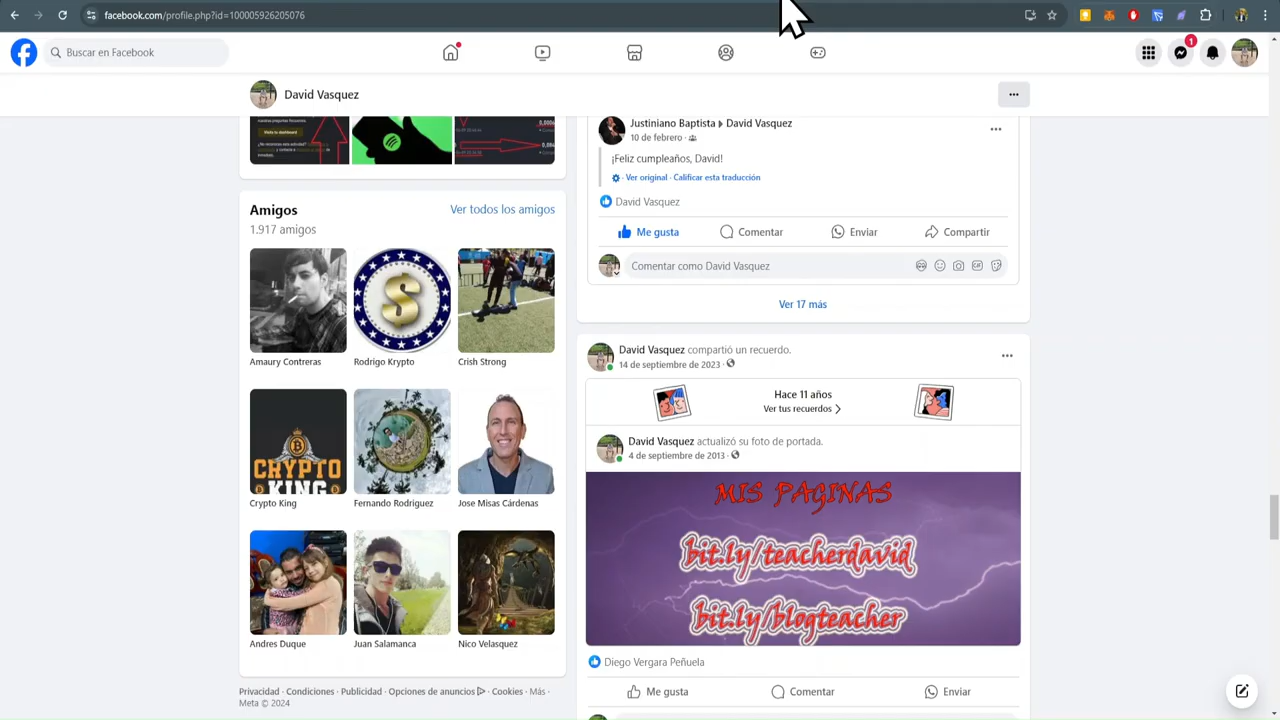 facebook.com/profile.php?id=100005926205076
Buscar en Facebook
1
David Vasquez
Visita tu dashboard
Amigos
Ver todos los amigos
1.917 amigos
Amaury Contreras
Rodrigo Krypto
Crish Strong
CRYPTO
KING
Crypto King
Fernando Rodriguez
Jose Misas Cárdenas
Andres Duque
Juan Salamanca
Nico Velasquez
Privacidad · Condiciones · Publicidad · Opciones de anuncios · Cookies · Más ·
Meta © 2024
Justiniano Baptista David Vasquez
10 de febrero ·
¡Feliz cumpleaños, David!
· Ver original · Calificar esta traducción
David Vasquez
Me gusta
Comentar
Enviar
Compartir
Comentar como David Vasquez
GIF
Ver 17 más
David Vasquez compartió un recuerdo.
14 de septiembre de 2023 ·
Hace 11 años
Ver tus recuerdos
David Vasquez actualizó su foto de portada.
4 de septiembre de 2013 ·
MIS PAGINAS
bit.ly/teacherdavid
bit.ly/blogteacher
Diego Vergara Peñuela
Me gusta
Comentar
Enviar